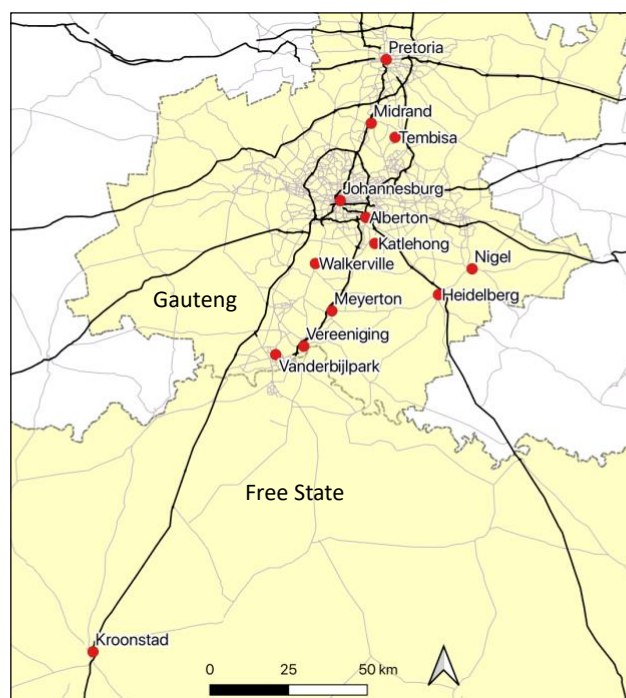 Pretoria
Midrand
Tembisa
Johannesburg
Alberton
Katlehong
Walkerville
Nigel
Gauteng
Heidelberg
Meyerton
Vereeniging
Vanderbijlpark
Free State
Kroonstad
0 25 50 km